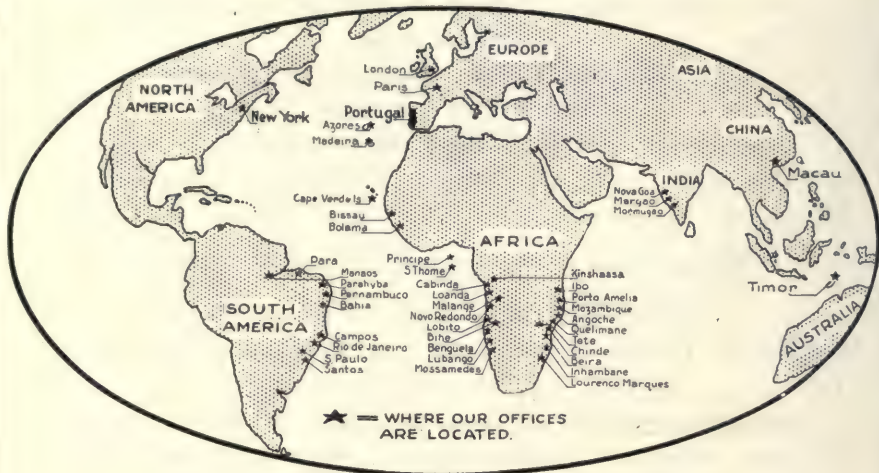 EUROPE
ASIA
NORTH
AMERICA
CHINA
London
Paris
New York
Portugal
Azores
Madeira
Macau
INDIA
Nova Goa
Margao
Mormugao
Cape Verde Is
Bissau
Bolama
AFRICA
Principe
S Thome
Timor
AUSTRALIA
SOUTH
AMERICA
Para
Manaos
Parahyba
Pernambuco
Bahia
Campos
Rio de Janeiro
S Paulo
Santos
Cabinda
Loanda
Malange
Novo Redondo
Lobito
Bihe
Benguela
Lubango
Mossamedes
Kinshassa
Ibo
Porto Amelia
Mozambique
Angoche
Quelimane
Tete
Chinde
Beira
Inhambane
Lourenco Marques
★ = WHERE OUR OFFICES
ARE LOCATED.